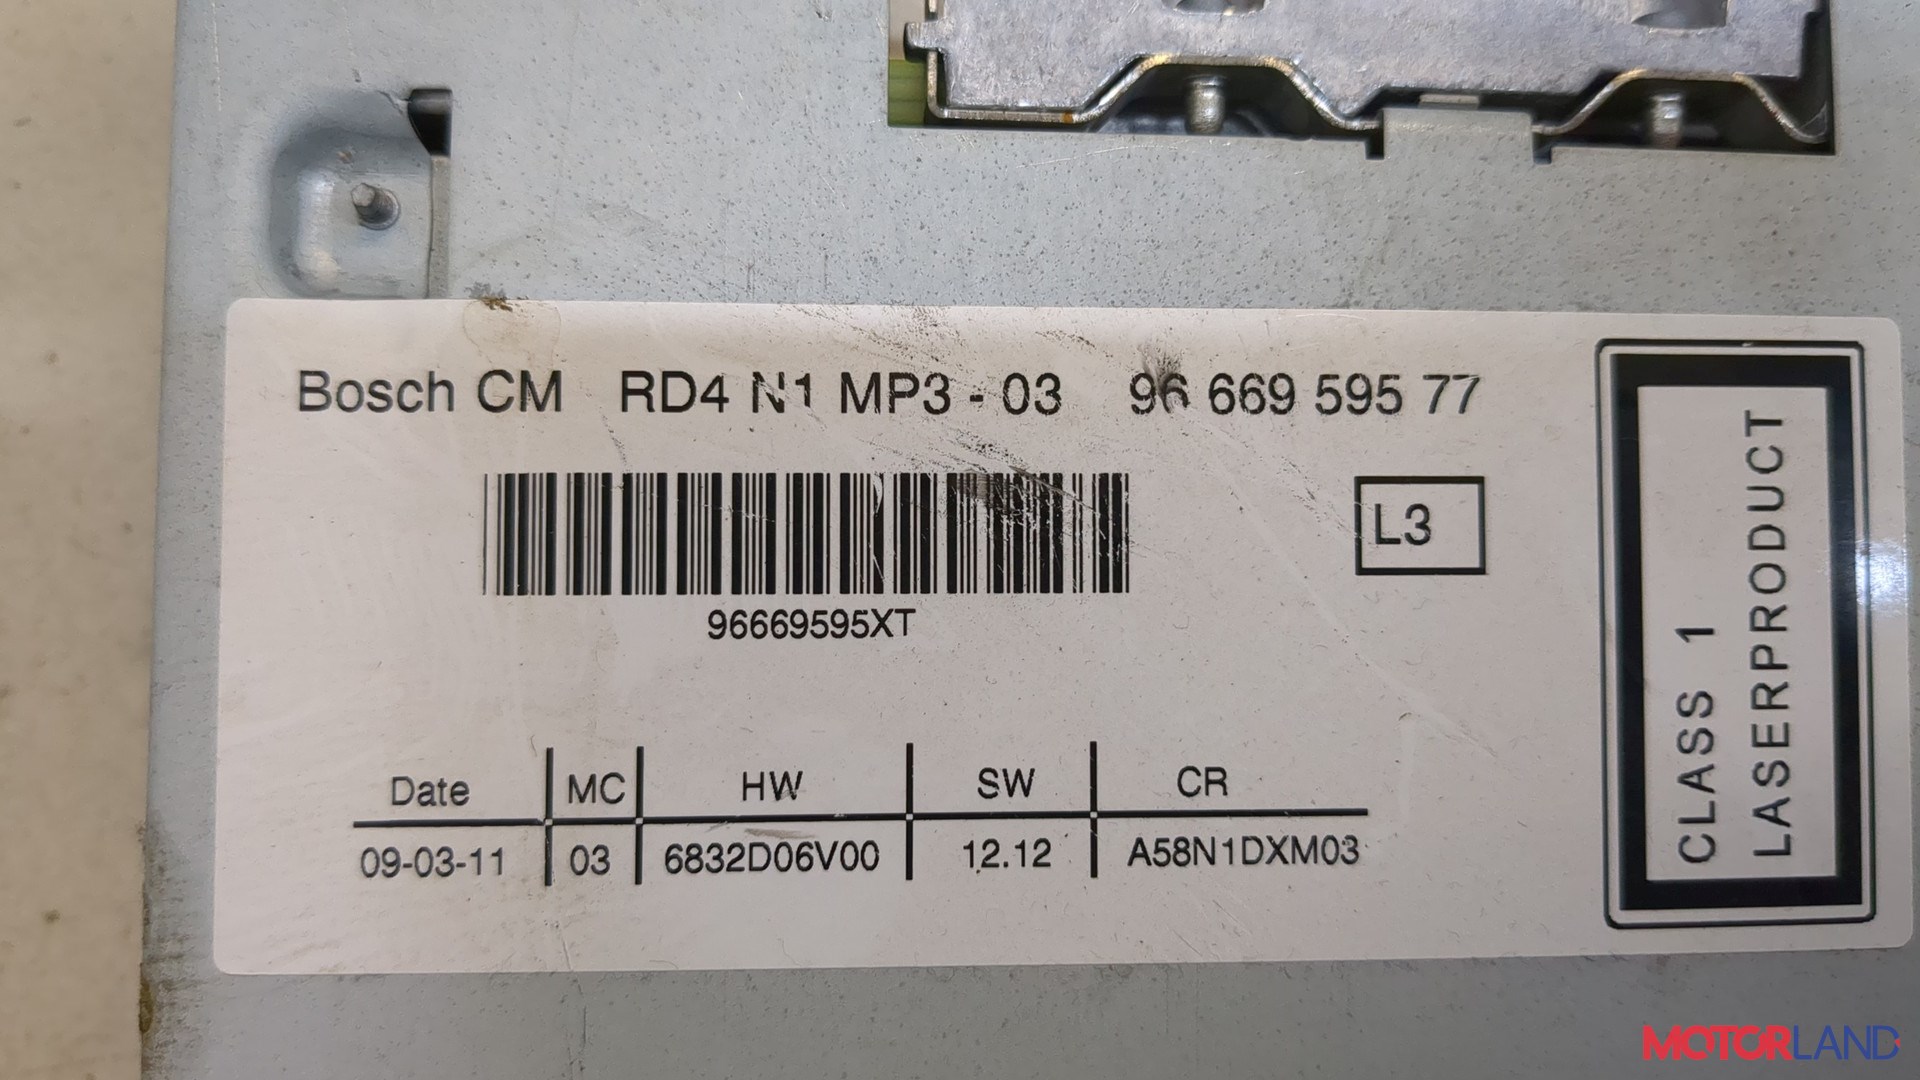 Bosch CM RD4 N1 MP3 - 03 96 669 595 77
96669595XT
L3
Date MC HW SW CR
09-03-11 03 6832D06V00 12.12 A58N1DXM03
CLASS 1
LASERPRODUCT
MOTORLAND